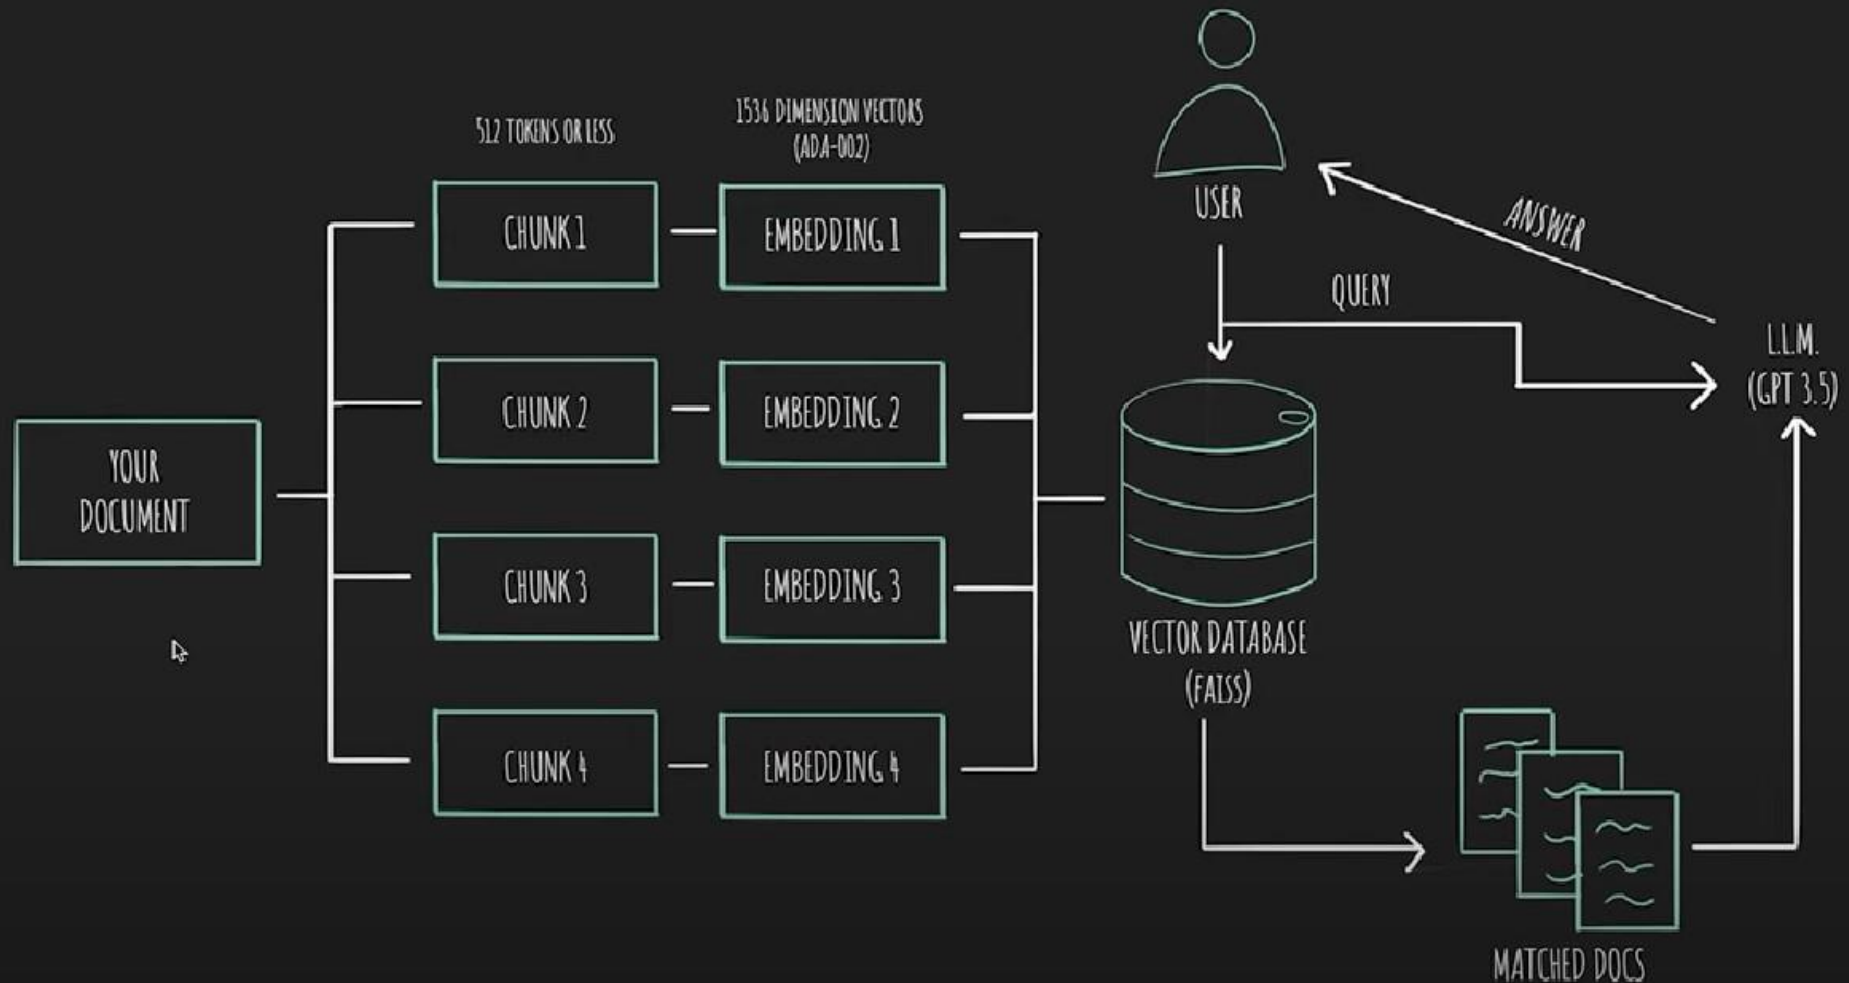 512 TOKENS OR LESS
1536 DIMENSION VECTORS
(ADA-002)
YOUR
DOCUMENT
CHUNK 1
EMBEDDING 1
CHUNK 2
EMBEDDING 2
CHUNK 3
EMBEDDING 3
CHUNK 4
EMBEDDING 4
USER
QUERY
ANSWER
L.L.M.
(GPT 3.5)
VECTOR DATABASE
(FAISS)
MATCHED DOCS